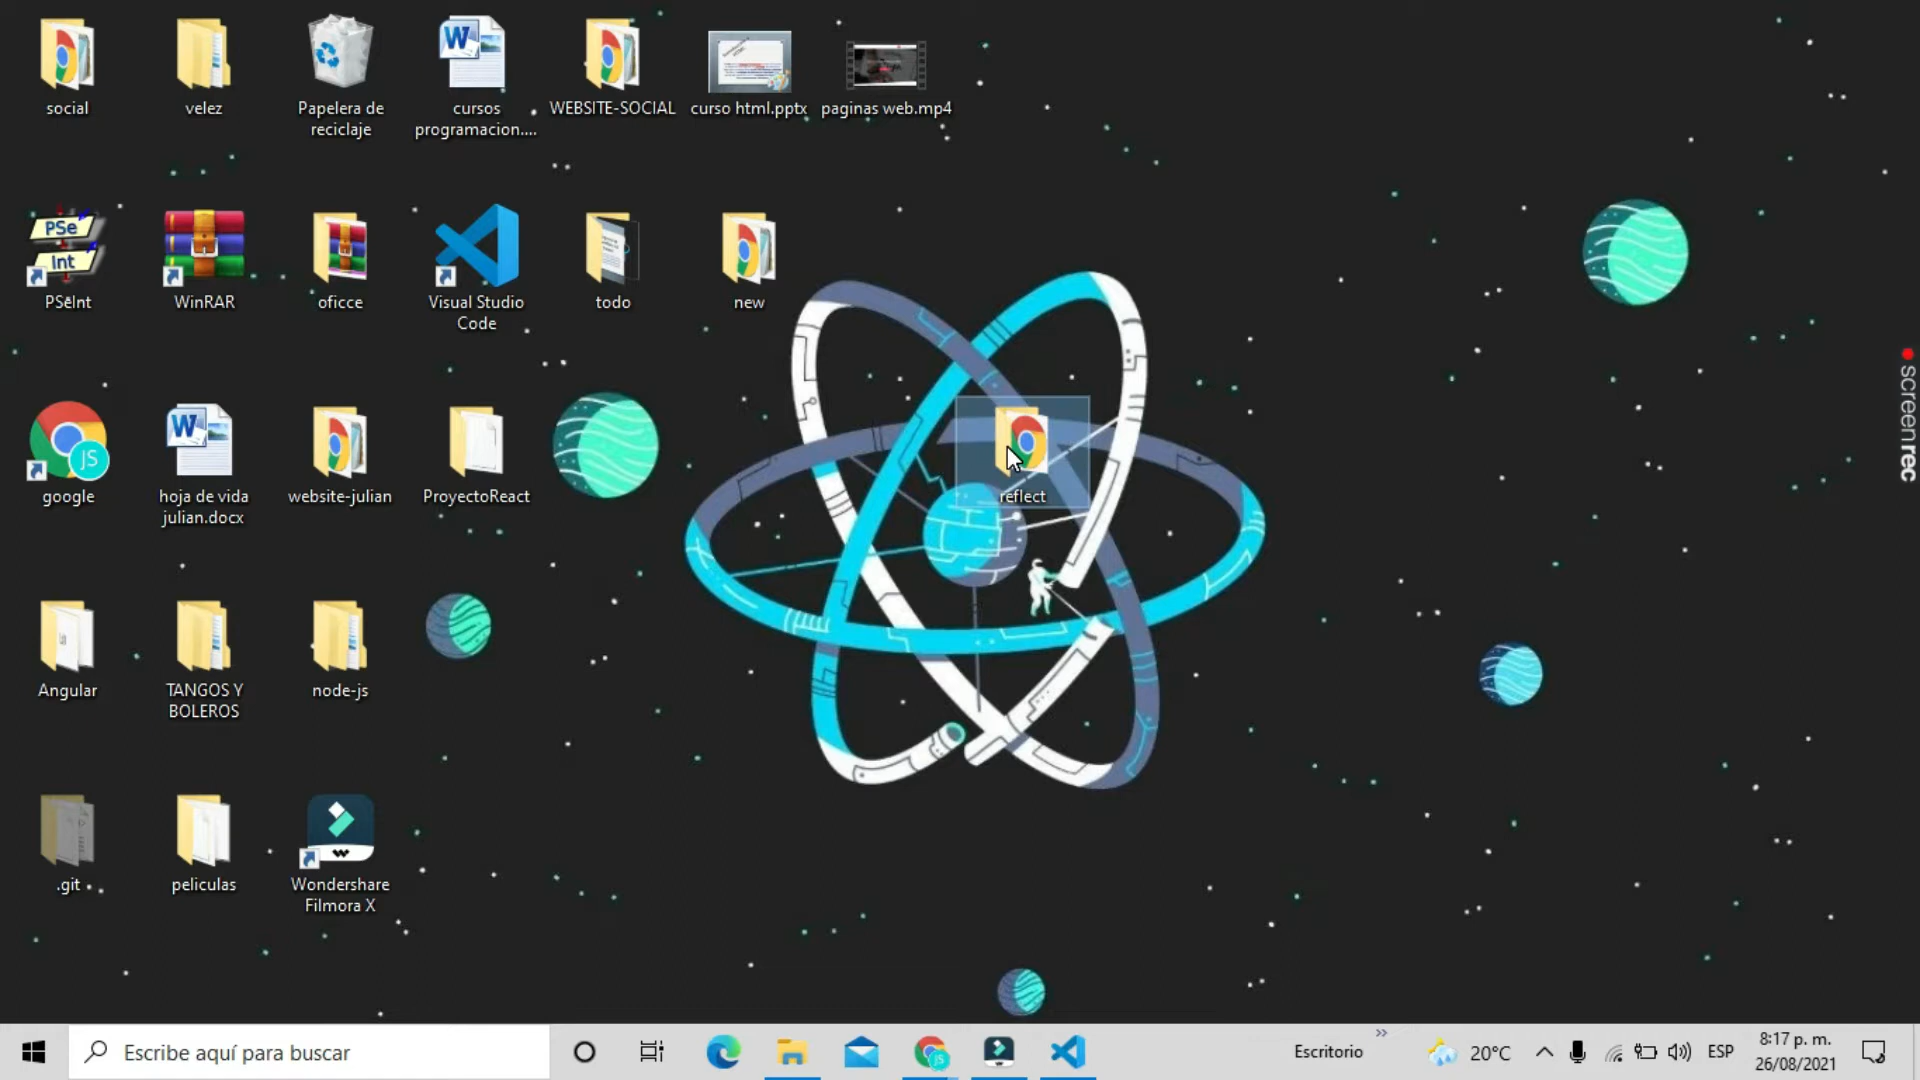 social
velez
Papelera de
reciclaje
cursos
programacion....
WEBSITE-SOCIAL
curso html.pptx
paginas web.mp4
PSe
Int
PSeInt
WinRAR
oficce
Visual Studio
Code
todo
new
JS
google
hoja de vida
julian.docx
website-julian
ProyectoReact
reflect
screenrec
Angular
TANGOS Y
BOLEROS
node-js
.git
peliculas
Wondershare
Filmora X
Escribe aquí para buscar
JS
Escritorio
20°C
ESP
8:17 p. m.
26/08/2021